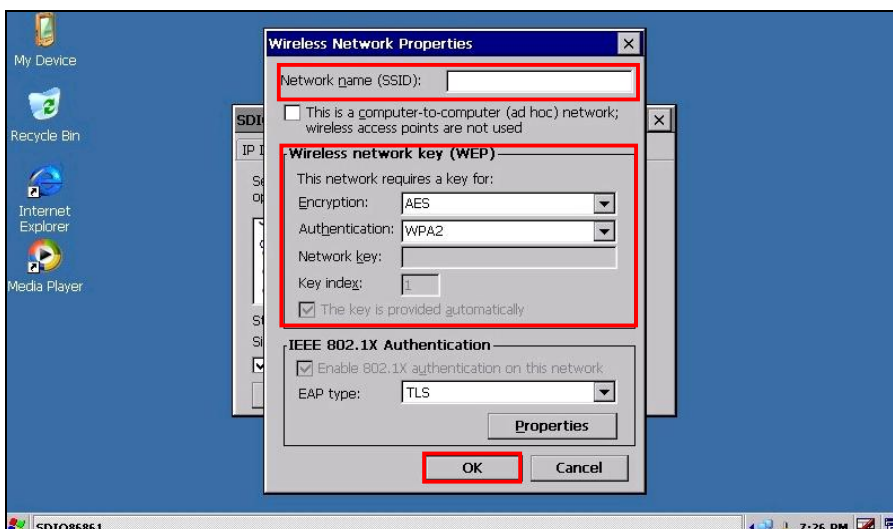 My Device
Recycle Bin
Internet
Explorer
Media Player
Wireless Network Properties
Network name (SSID):
This is a computer-to-computer (ad hoc) network;
wireless access points are not used
Wireless network key (WEP)
This network requires a key for:
Encryption: AES
Authentication: WPA2
Network key:
Key index: 1
The key is provided automatically
IEEE 802.1X Authentication
Enable 802.1X authentication on this network
EAP type: TLS
Properties
OK Cancel
SDIO86861 7:26 PM